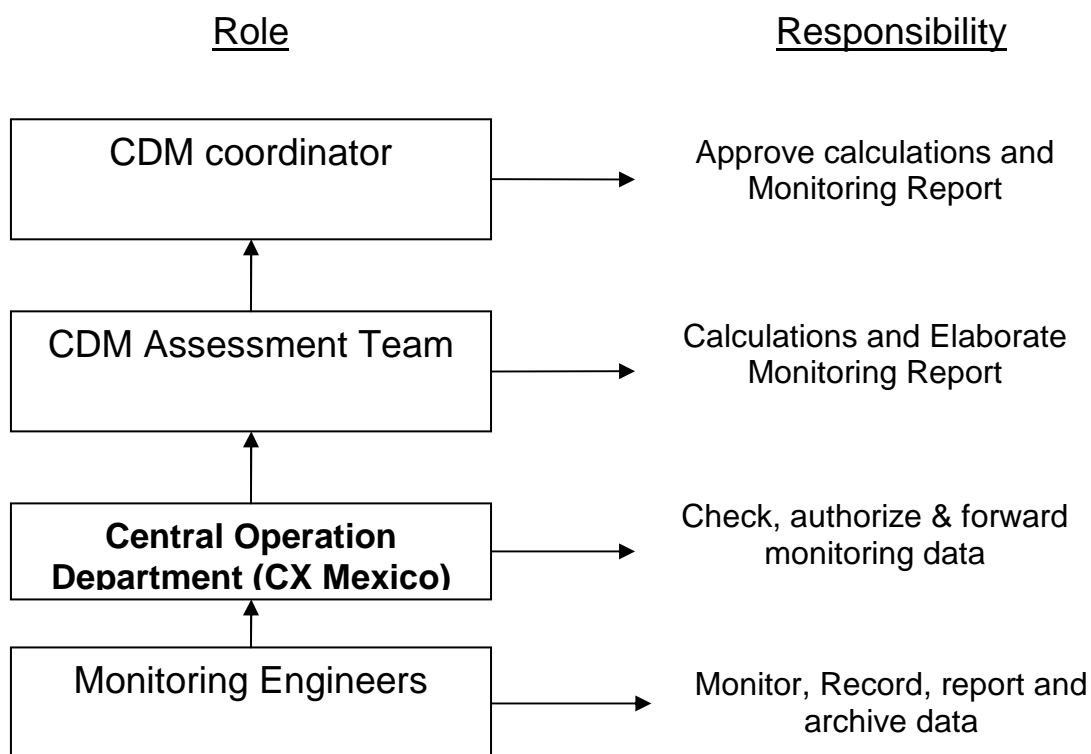 Role
Responsibility
CDM coordinator
Approve calculations and
Monitoring Report
CDM Assessment Team
Calculations and Elaborate
Monitoring Report
Central Operation
Department (CX Mexico)
Check, authorize & forward
monitoring data
Monitoring Engineers
Monitor, Record, report and
archive data